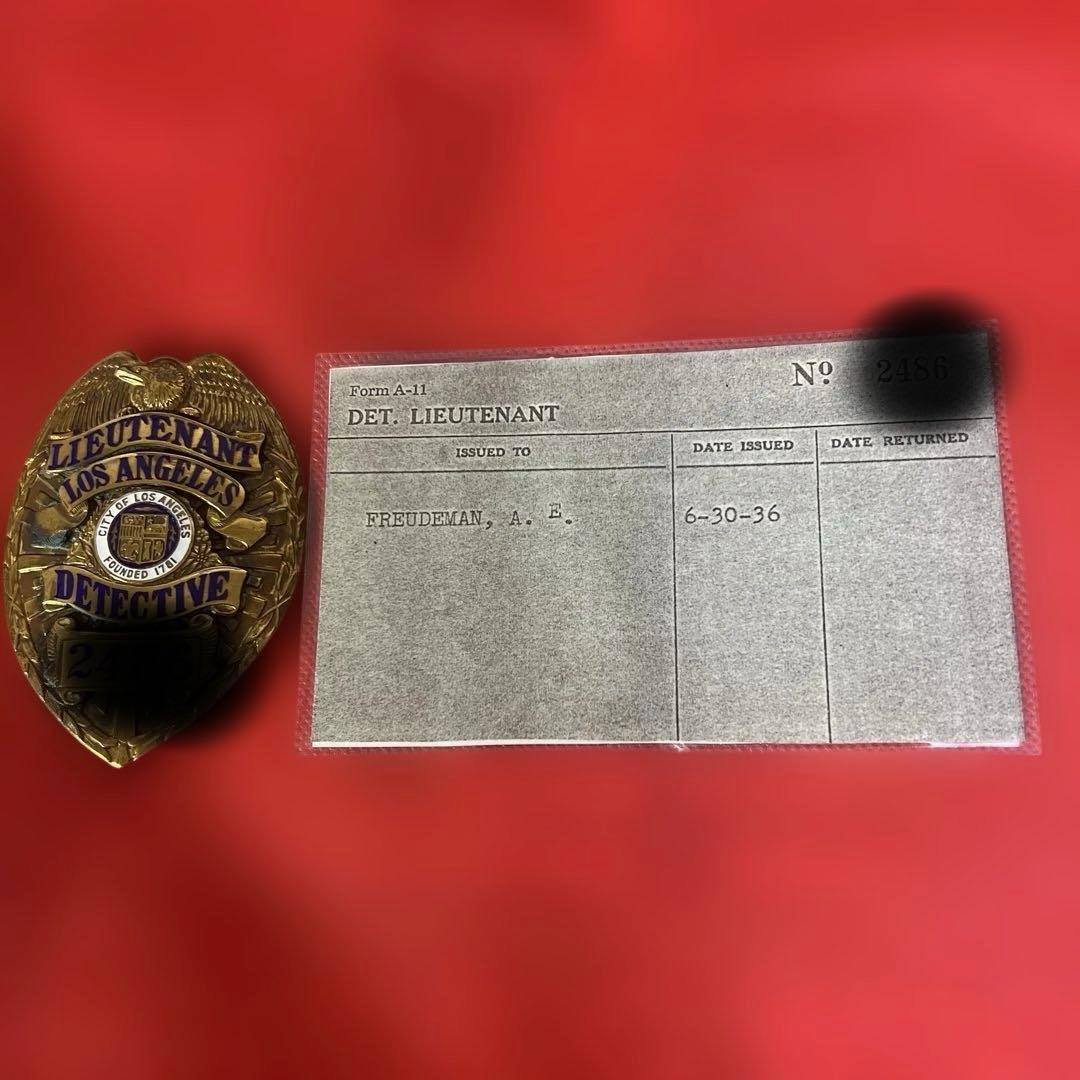 LIEUTENANT
LOS ANGELES
CITY OF LOS ANGELES
FOUNDED 1781
DETECTIVE
Form A-11
Nº 2486
DET. LIEUTENANT
ISSUED TO
DATE ISSUED
DATE RETURNED
FREUDEMAN, A. E.
6-30-36